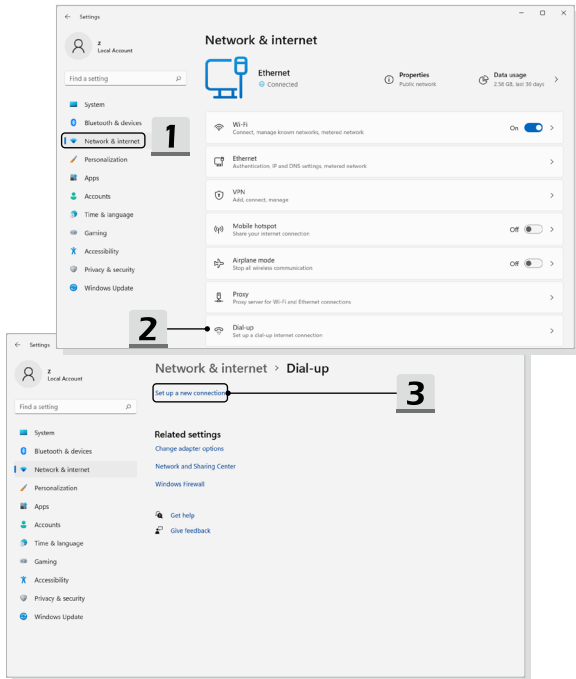 Settings
z
Local Account
Find a setting
System
Bluetooth & devices
Network & internet
Personalization
Apps
Accounts
Time & language
Gaming
Accessibility
Privacy & security
Windows Update
1
Network & internet
Ethernet
Connected
Properties
Public network
Data usage
2.58 GB, last 30 days
Wi-Fi
Connect, manage known networks, metered network
On
Ethernet
Authentication, IP and DNS settings, metered network
VPN
Add, connect, manage
Mobile hotspot
Share your internet connection
Off
Airplane mode
Stop all wireless communication
Off
Proxy
Proxy server for Wi-Fi and Ethernet connections
2
Dial-up
Set up a dial-up internet connection
Settings
z
Local Account
Find a setting
System
Bluetooth & devices
Network & internet
Personalization
Apps
Accounts
Time & language
Gaming
Accessibility
Privacy & security
Windows Update
Network & internet > Dial-up
Set up a new connection
3
Related settings
Change adapter options
Network and Sharing Center
Windows Firewall
Get help
Give feedback